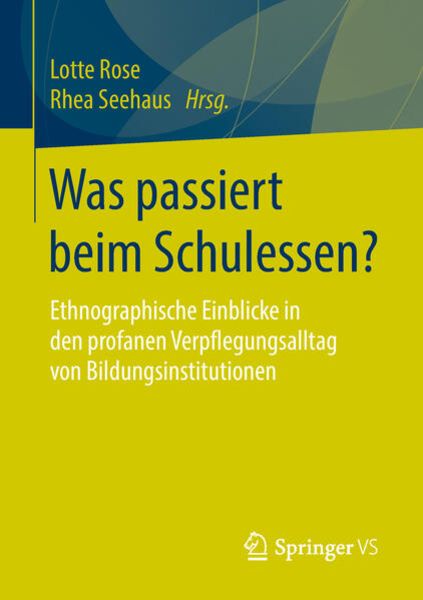 Lotte Rose
Rhea Seehaus Hrsg.
Was passiert
beim Schulessen?
Ethnographische Einblicke in
den profanen Verpflegungsalltag
von Bildungsinstitutionen
Springer VS